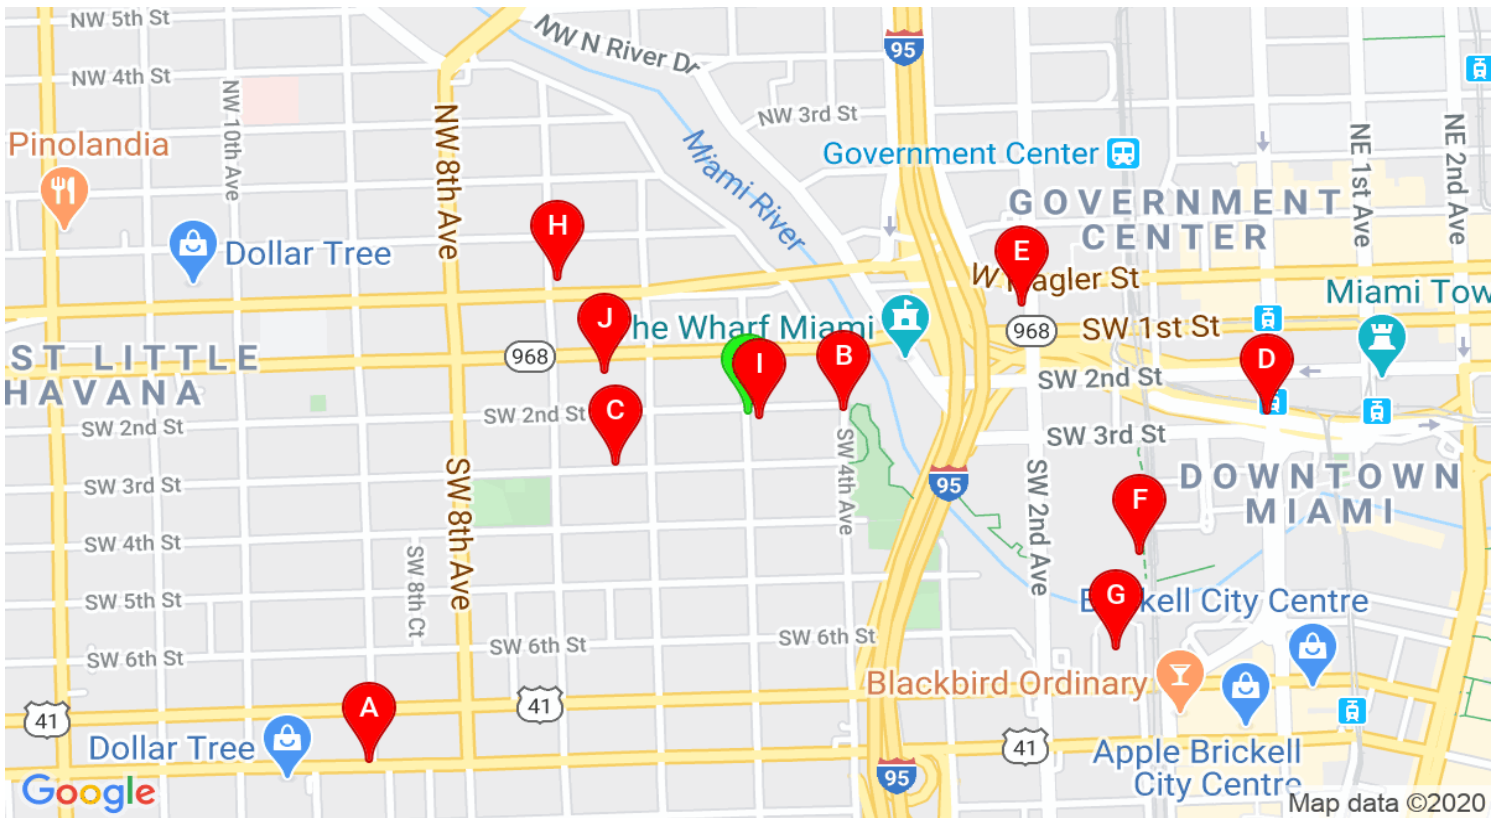 NW 5th St
NW N River Dr
95
NW 4th St
NW 10th Ave
NW 8th Ave
NW 3rd St
Miami River
Government Center
NE 1st Ave
NE 2nd Ave
Pinolandia
GOVERNMENT
CENTER
H
E
Dollar Tree
W Flagler St
Miami Tow
J
he Wharf Miami
968
SW 1st St
ST LITTLE
HAVANA
968
I
B
D
SW 2nd St
C
SW 2nd St
SW 2nd St
SW 3rd St
SW 3rd St
SW 8th Ave
SW 4th Ave
95
SW 2nd Ave
F
DOWNTOWN
MIAMI
SW 4th St
SW 8th Ct
SW 5th St
G
Brickell City Centre
SW 6th St
SW 6th St
SW 6th St
Blackbird Ordinary
41
A
41
41
Dollar Tree
Apple Brickell
City Centre
95
Google
Map data ©2020